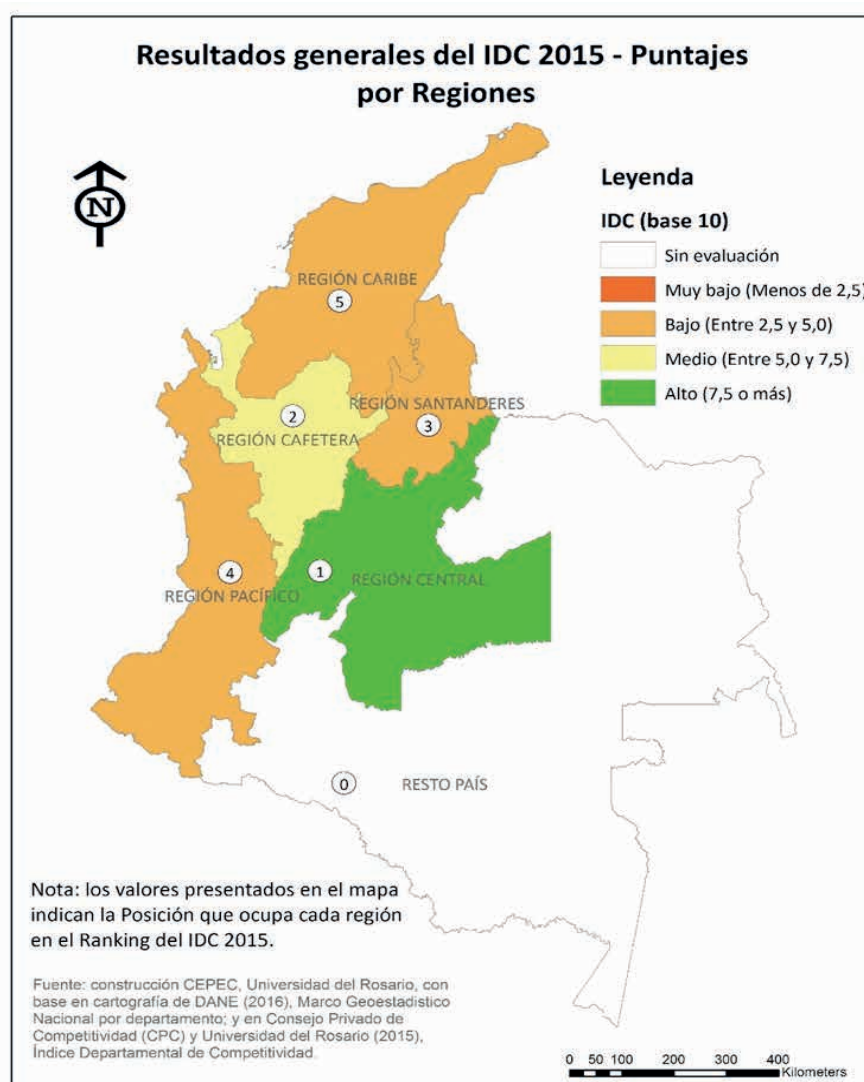 Resultados generales del IDC 2015 - Puntajes
por Regiones
N
Leyenda
IDC (base 10)
Sin evaluación
Muy bajo (Menos de 2,5)
Bajo (Entre 2,5 y 5,0)
Medio (Entre 5,0 y 7,5)
Alto (7,5 o más)
REGIÓN CARIBE
5
REGIÓN SANTANDERES
3
2
REGIÓN CAFETERA
4
REGIÓN PACÍFICO
1
REGIÓN CENTRAL
0
RESTO PAÍS
Nota: los valores presentados en el mapa
indican la Posición que ocupa cada región
en el Ranking del IDC 2015.
Fuente: construcción CEPEC, Universidad del Rosario, con
base en cartografía de DANE (2016), Marco Geoestadistico
Nacional por departamento; y en Consejo Privado de
Competitividad (CPC) y Universidad del Rosario (2015),
Índice Departamental de Competitividad.
0 50 100 200 300 400
Kilometers